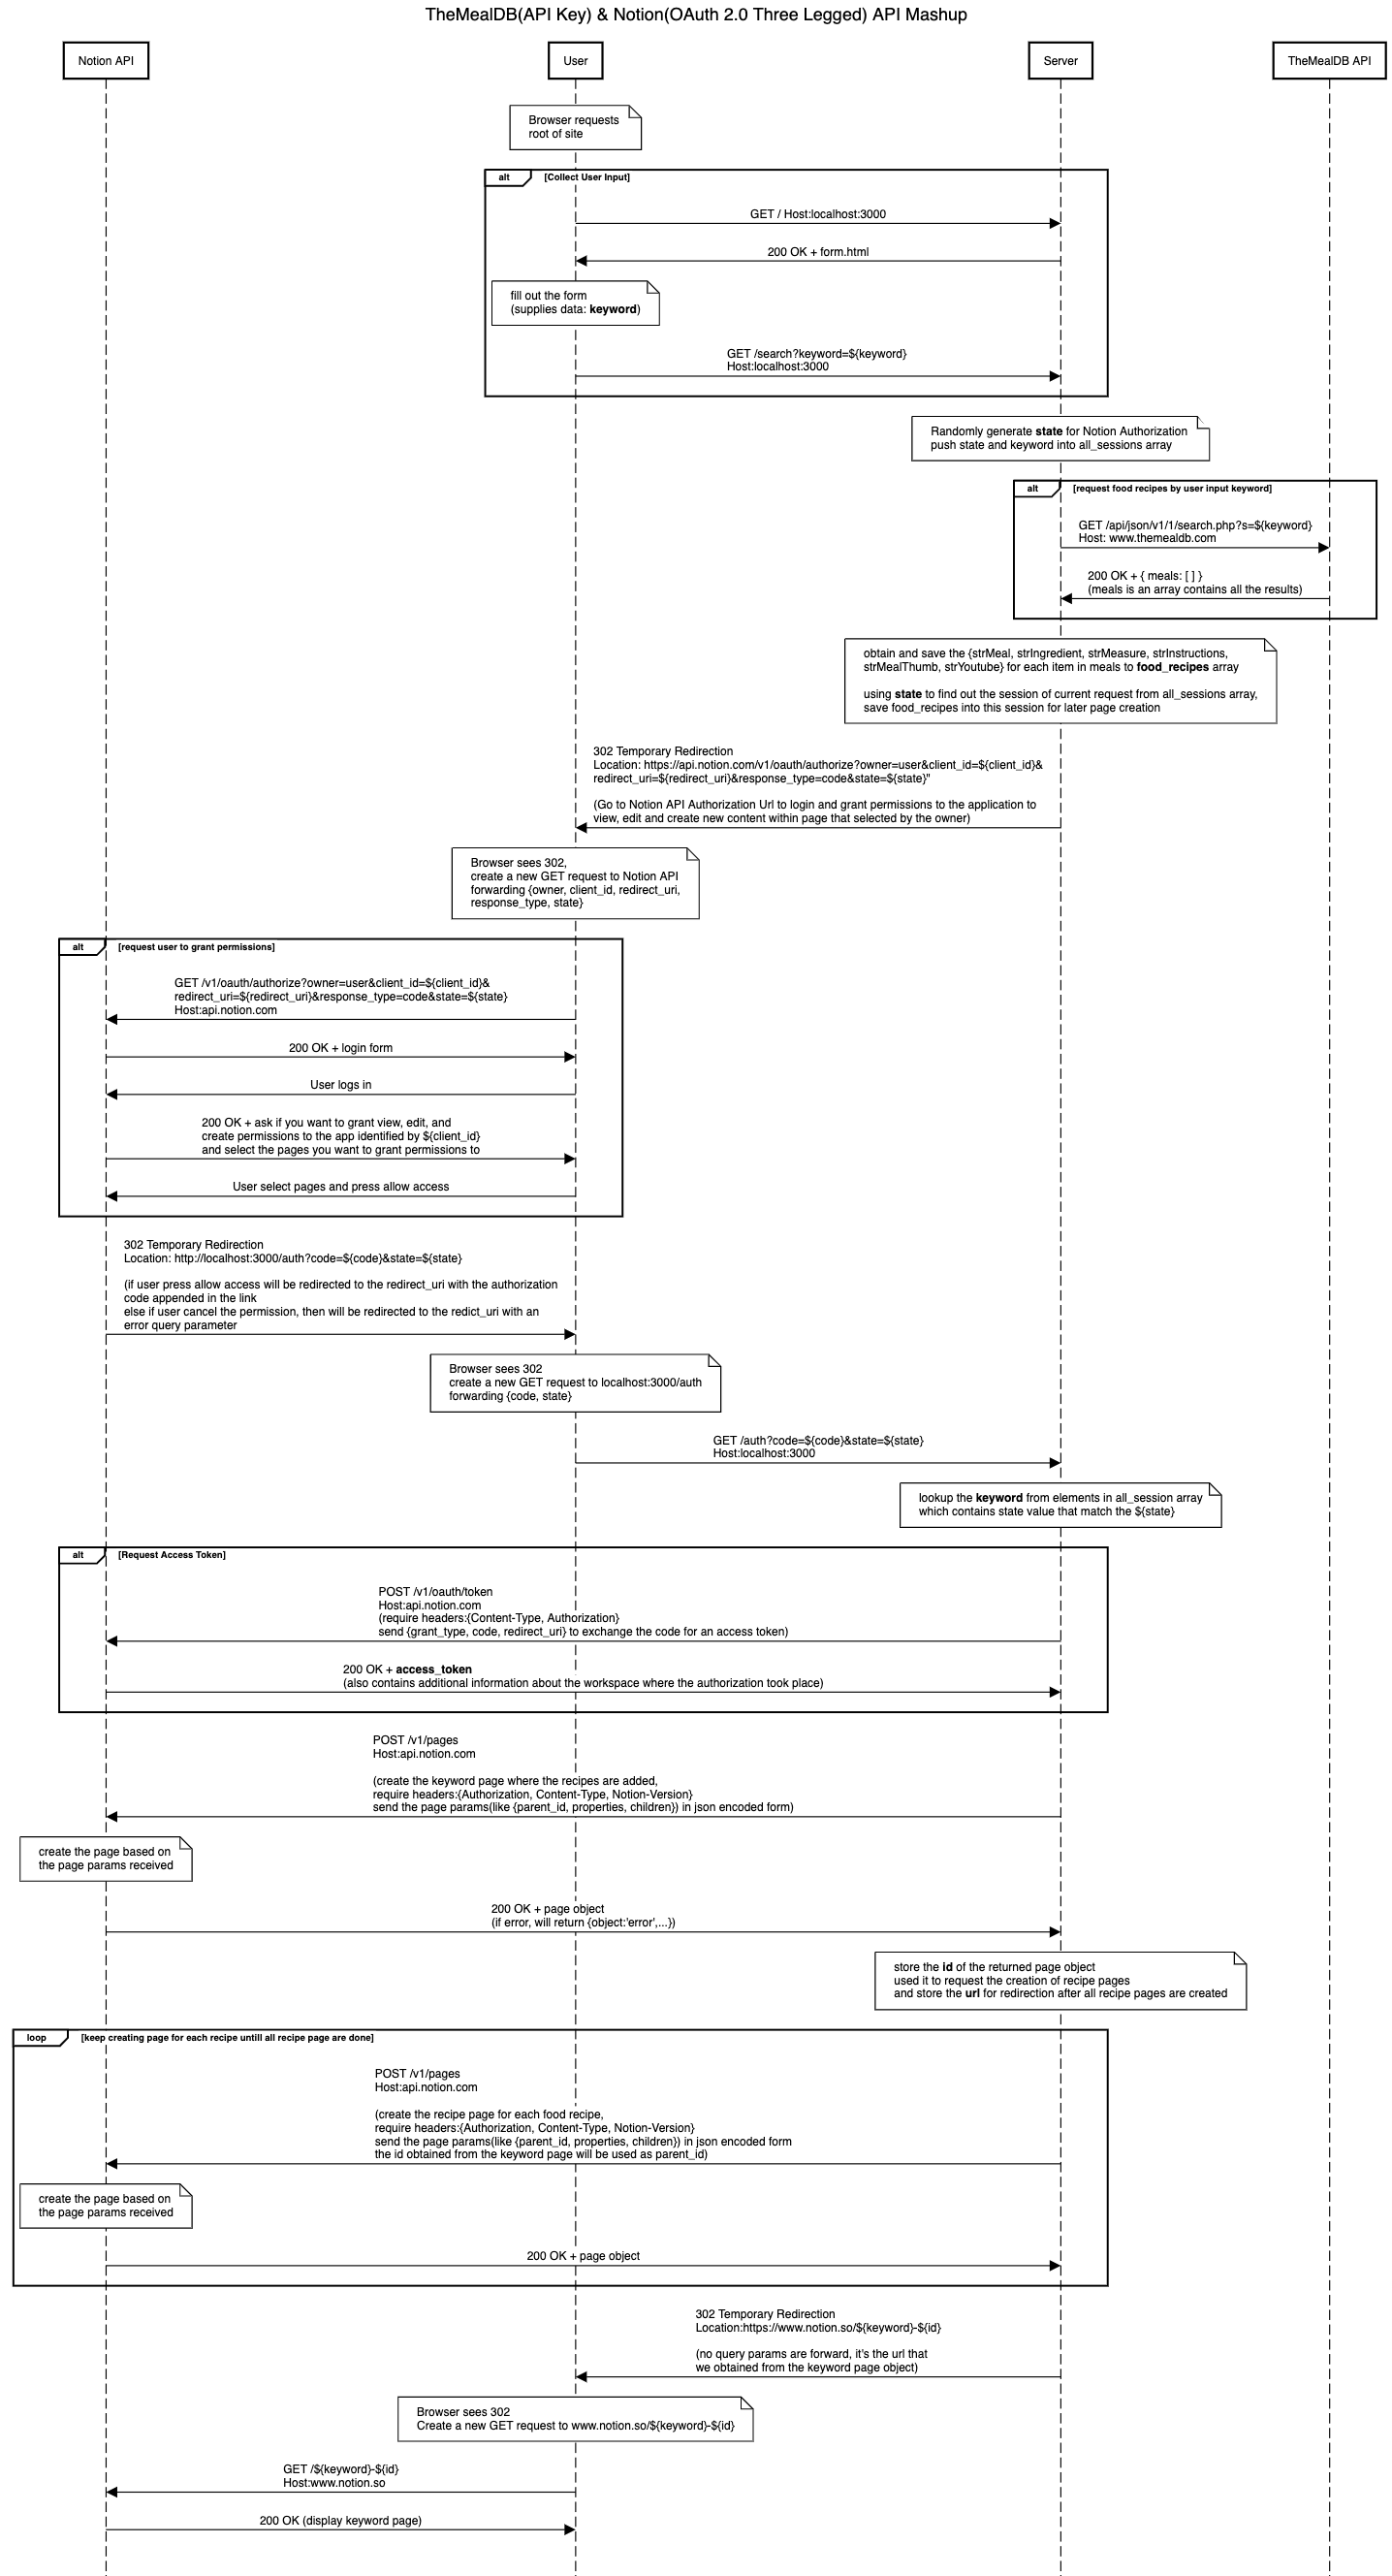 TheMealDB(API Key) & Notion(OAuth 2.0 Three Legged) API Mashup
Notion API
User
Server
TheMealDB API
Browser requests
root of site
alt
[Collect User Input]
GET / Host:localhost:3000
200 OK + form.html
fill out the form
(supplies data: keyword)
GET /search?keyword=${keyword}
Host:localhost:3000
Randomly generate state for Notion Authorization
push state and keyword into all_sessions array
alt
[request food recipes by user input keyword]
GET /api/json/v1/1/search.php?s=${keyword}
Host: www.themealdb.com
200 OK + { meals: [ ] }
(meals is an array contains all the results)
obtain and save the {strMeal, strIngredient, strMeasure, strInstructions,
strMealThumb, strYoutube} for each item in meals to food_recipes array
using state to find out the session of current request from all_sessions array,
save food_recipes into this session for later page creation
302 Temporary Redirection
Location: https://api.notion.com/v1/oauth/authorize?owner=user&client_id=${client_id}&
redirect_uri=${redirect_uri}&response_type=code&state=${state}"
(Go to Notion API Authorization Url to login and grant permissions to the application to
view, edit and create new content within page that selected by the owner)
Browser sees 302,
create a new GET request to Notion API
forwarding {owner, client_id, redirect_uri,
response_type, state}
alt
[request user to grant permissions]
GET /v1/oauth/authorize?owner=user&client_id=${client_id}&
redirect_uri=${redirect_uri}&response_type=code&state=${state}
Host:api.notion.com
200 OK + login form
User logs in
200 OK + ask if you want to grant view, edit, and
create permissions to the app identified by ${client_id}
and select the pages you want to grant permissions to
User select pages and press allow access
302 Temporary Redirection
Location: http://localhost:3000/auth?code=${code}&state=${state}
(if user press allow access will be redirected to the redirect_uri with the authorization
code appended in the link
else if user cancel the permission, then will be redirected to the redict_uri with an
error query parameter
Browser sees 302
create a new GET request to localhost:3000/auth
forwarding {code, state}
GET /auth?code=${code}&state=${state}
Host:localhost:3000
lookup the keyword from elements in all_session array
which contains state value that match the ${state}
alt
[Request Access Token]
POST /v1/oauth/token
Host:api.notion.com
(require headers:{Content-Type, Authorization}
send {grant_type, code, redirect_uri} to exchange the code for an access token)
200 OK + access_token
(also contains additional information about the workspace where the authorization took place)
POST /v1/pages
Host:api.notion.com
(create the keyword page where the recipes are added,
require headers:{Authorization, Content-Type, Notion-Version}
send the page params(like {parent_id, properties, children}) in json encoded form)
create the page based on
the page params received
200 OK + page object
(if error, will return {object:'error',...})
store the id of the returned page object
used it to request the creation of recipe pages
and store the url for redirection after all recipe pages are created
loop
[keep creating page for each recipe untill all recipe page are done]
POST /v1/pages
Host:api.notion.com
(create the recipe page for each food recipe,
require headers:{Authorization, Content-Type, Notion-Version}
send the page params(like {parent_id, properties, children}) in json encoded form
the id obtained from the keyword page will be used as parent_id)
create the page based on
the page params received
200 OK + page object
302 Temporary Redirection
Location:https://www.notion.so/${keyword}-${id}
(no query params are forward, it's the url that
we obtained from the keyword page object)
Browser sees 302
Create a new GET request to www.notion.so/${keyword}-${id}
GET /${keyword}-${id}
Host:www.notion.so
200 OK (display keyword page)